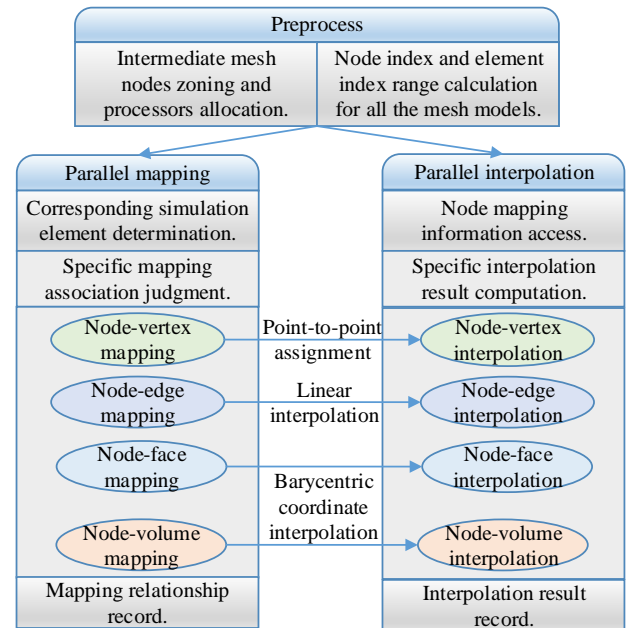 Preprocess
Intermediate mesh
nodes zoning and
processors allocation.
Node index and element
index range calculation
for all the mesh models.
Parallel mapping
Corresponding simulation
element determination.
Specific mapping
association judgment.
Node-vertex
mapping
Node-edge
mapping
Node-face
mapping
Node-volume
mapping
Mapping relationship
record.
Point-to-point
assignment
Linear
interpolation
Barycentric
coordinate
interpolation
Parallel interpolation
Node mapping
information access.
Specific interpolation
result computation.
Node-vertex
interpolation
Node-edge
interpolation
Node-face
interpolation
Node-volume
interpolation
Interpolation result
record.